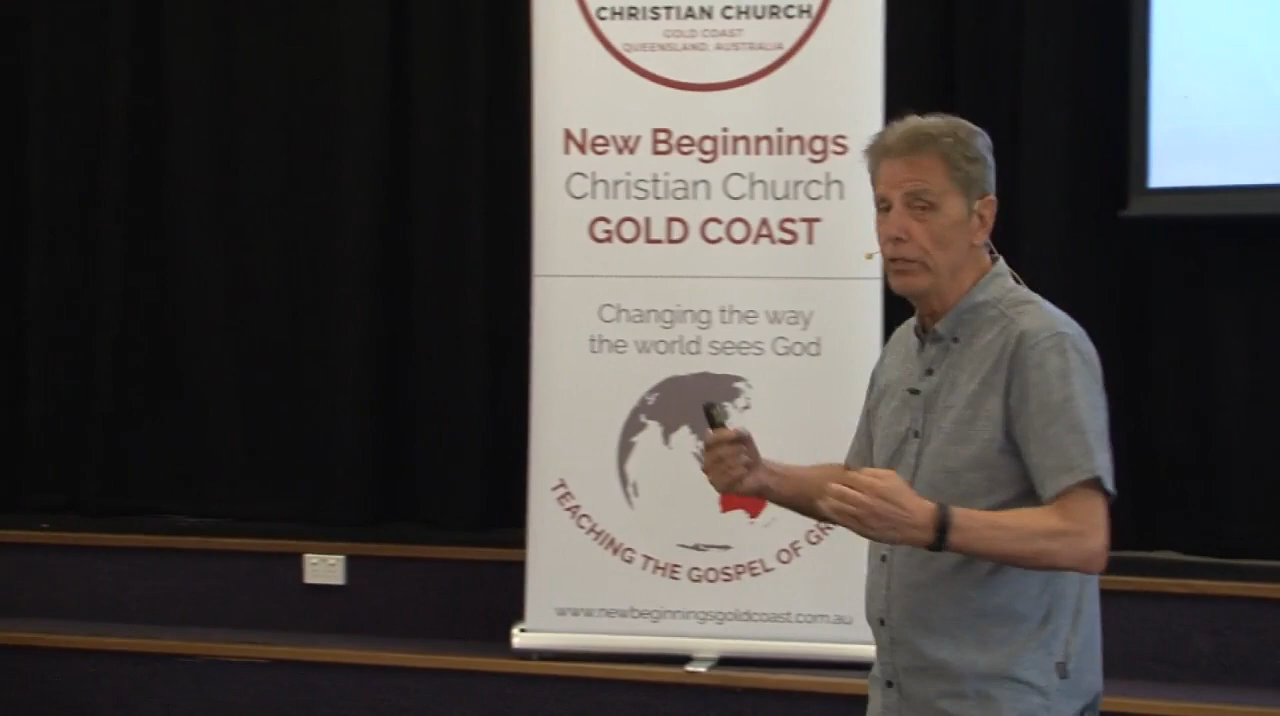 CHRISTIAN CHURCH
GOLD COAST
QUEENSLAND, AUSTRALIA
New Beginnings
Christian Church
GOLD COAST
Changing the way
the world sees God
TEACHING THE GOSPEL OF GR
www.newbeginningsgoldcoast.com.au